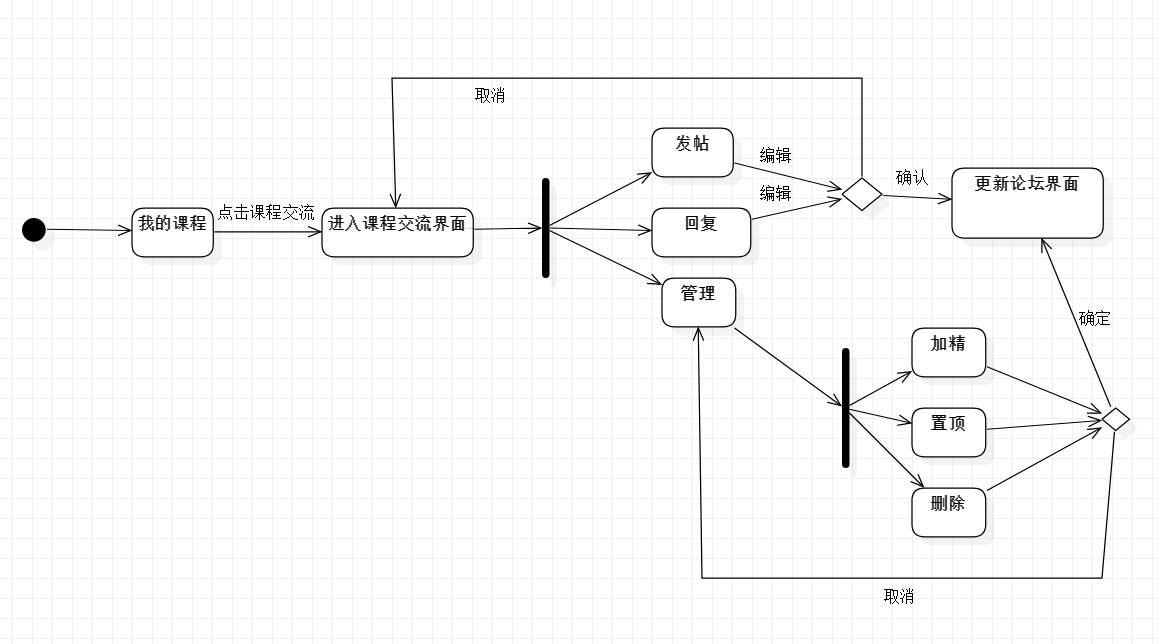 取消
发帖
编辑
确认
更新论坛界面
我的课程
点击课程交流
进入课程交流界面
编辑
回复
管理
确定
加精
置顶
删除
取消